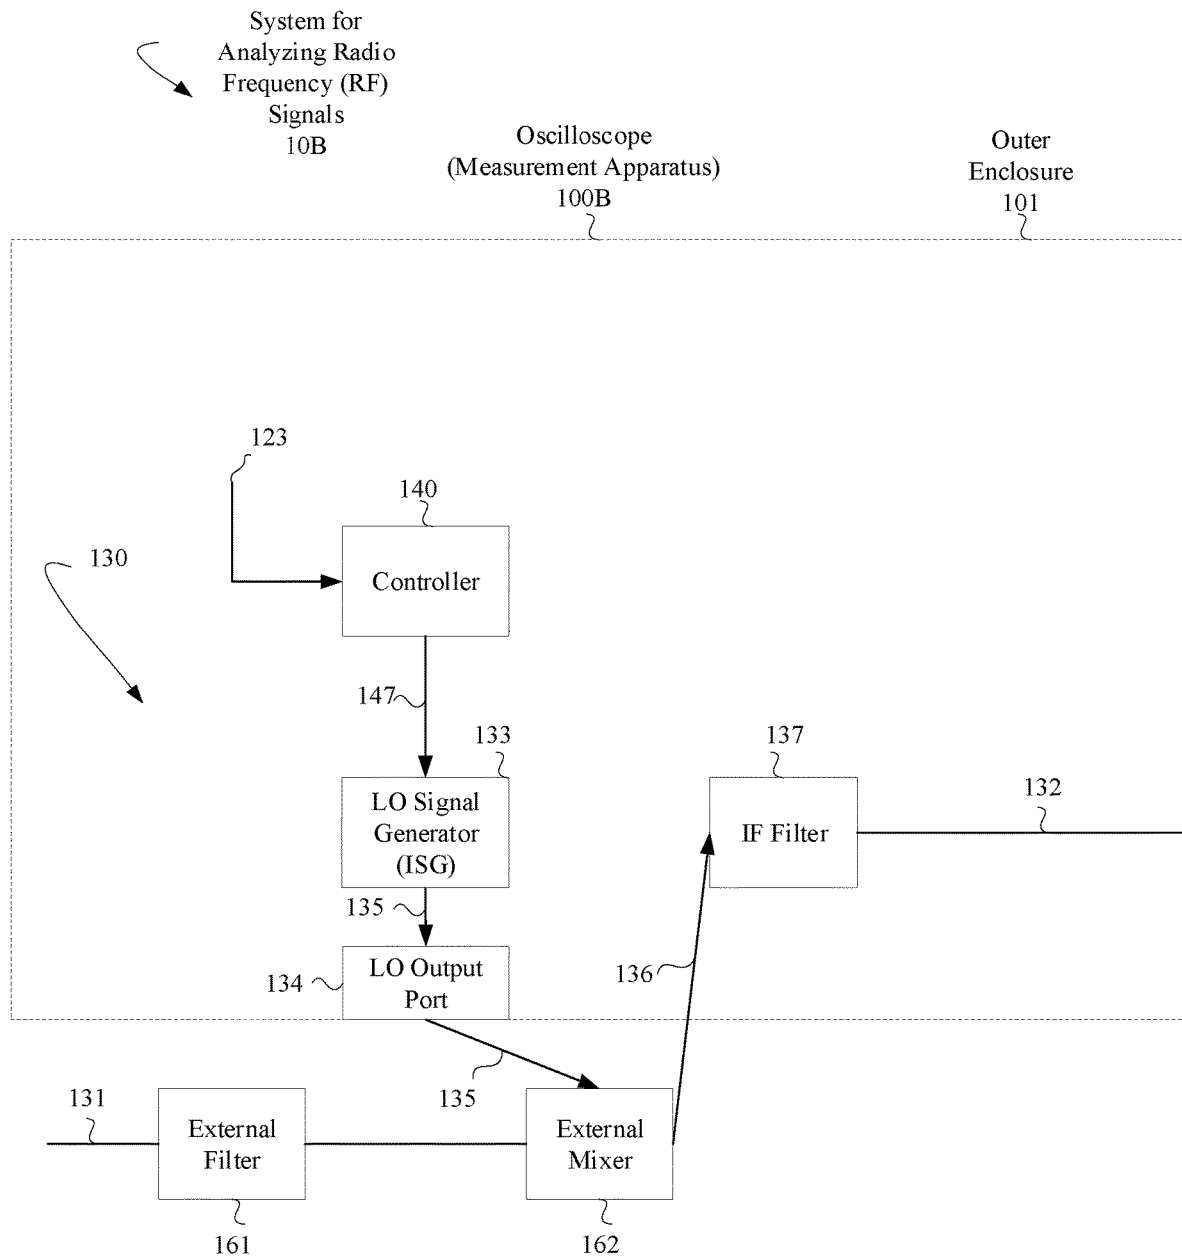 System for
Analyzing Radio
Frequency (RF)
Signals
10B
Oscilloscope
(Measurement Apparatus)
100B
Outer
Enclosure
101
123
140
Controller
130
147
133
LO Signal
Generator
(ISG)
137
IF Filter
132
135
136
134
LO Output
Port
135
131
External
Filter
161
External
Mixer
162